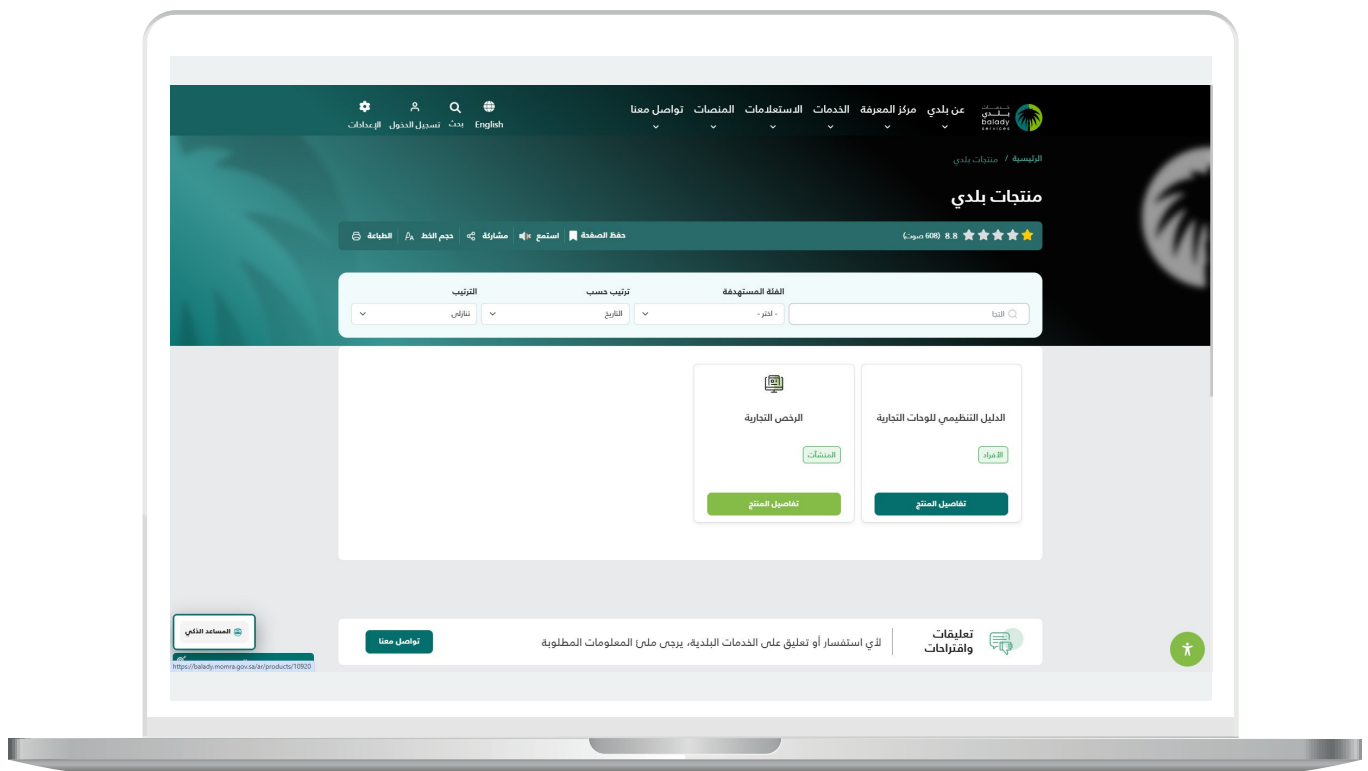 خدمات
بلدي
balady
services
عن بلدي مركز المعرفة الخدمات الاستعلامات المنصات تواصل معنا
English بحث تسجيل الدخول الإعدادات
الرئيسية / منتجات بلدي
منتجات بلدي
8.8 (608 صوت)
حفظ الصفحة استمع مشاركة حجم الخط الطباعة
الفئة المستهدفة ترتيب حسب الترتيب
التجا - اختر - التاريخ تنازلي
الدليل التنظيمي للوحات التجارية
الأفراد
تفاصيل المنتج
الرخص التجارية
المنشآت
تفاصيل المنتج
تعليقات
واقتراحات
لأي استفسار أو تعليق على الخدمات البلدية، يرجى ملئ المعلومات المطلوبة
تواصل معنا
المساعد الذكي
https://balady.momra.gov.sa/ar/products/10920